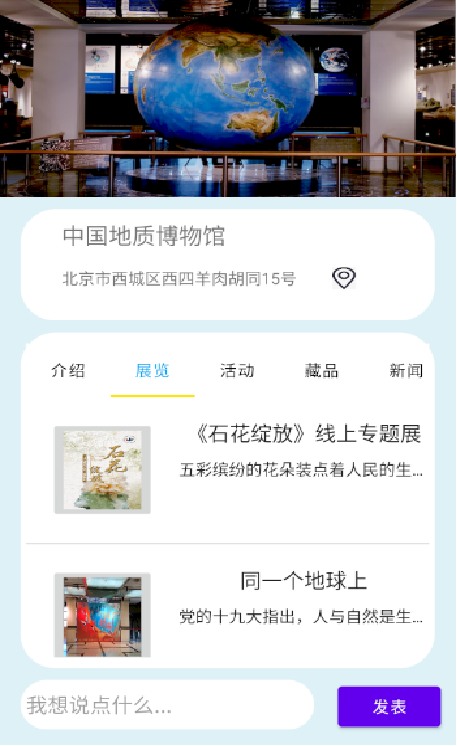 中国地质博物馆
北京市西城区西四羊肉胡同15号
介绍 展览 活动 藏品 新闻
《石花绽放》线上专题展
五彩缤纷的花朵装点着人民的生...
石花
绽放
同一个地球上
党的十九大指出，人与自然是生...
我想说点什么... 发表